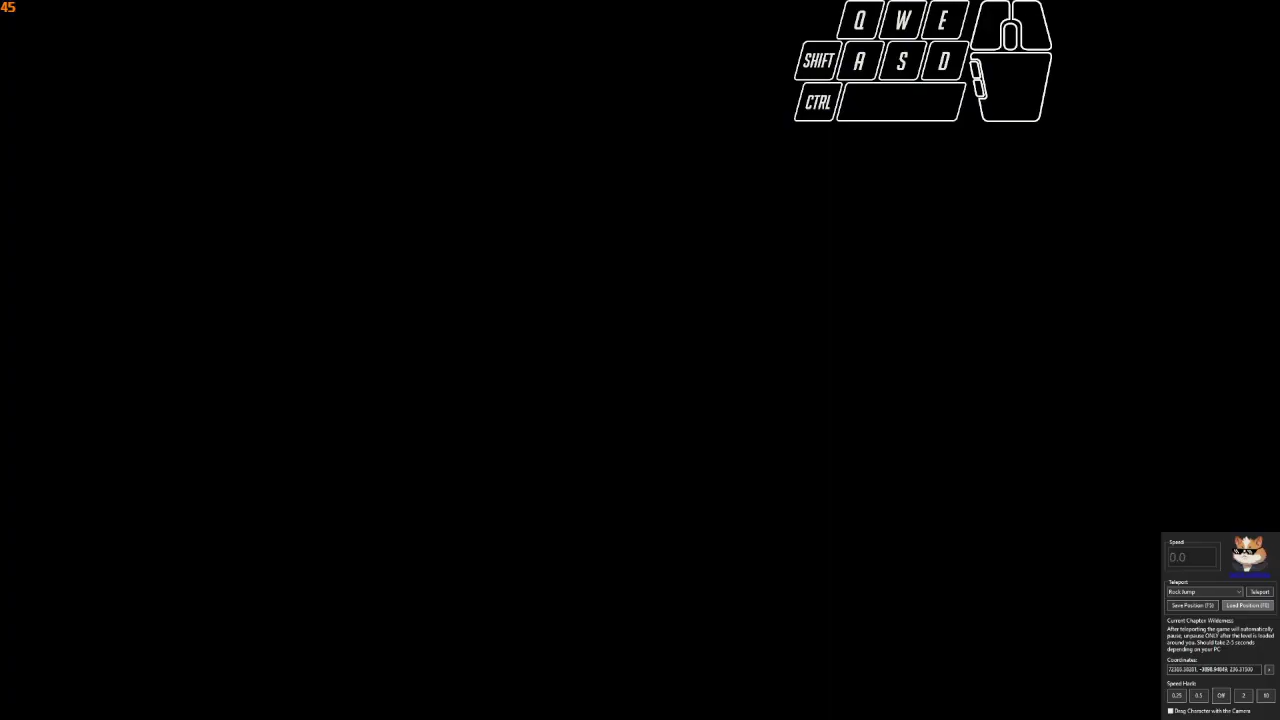 45
Q W E
SHIFT A S D
CTRL
Speed
0.0
Teleport
Rock Jump
Teleport
Save Position (F5)
Load Position (F6)
Current Chapter: Wilderness
After teleporting the game will automatically
pause, unpause ONLY after the level is loaded
around you. Should take 2-5 seconds
depending on your PC
Coordinates:
Speed Hack:
0.25 0.5 Off 2 10
Drag Character with the Camera